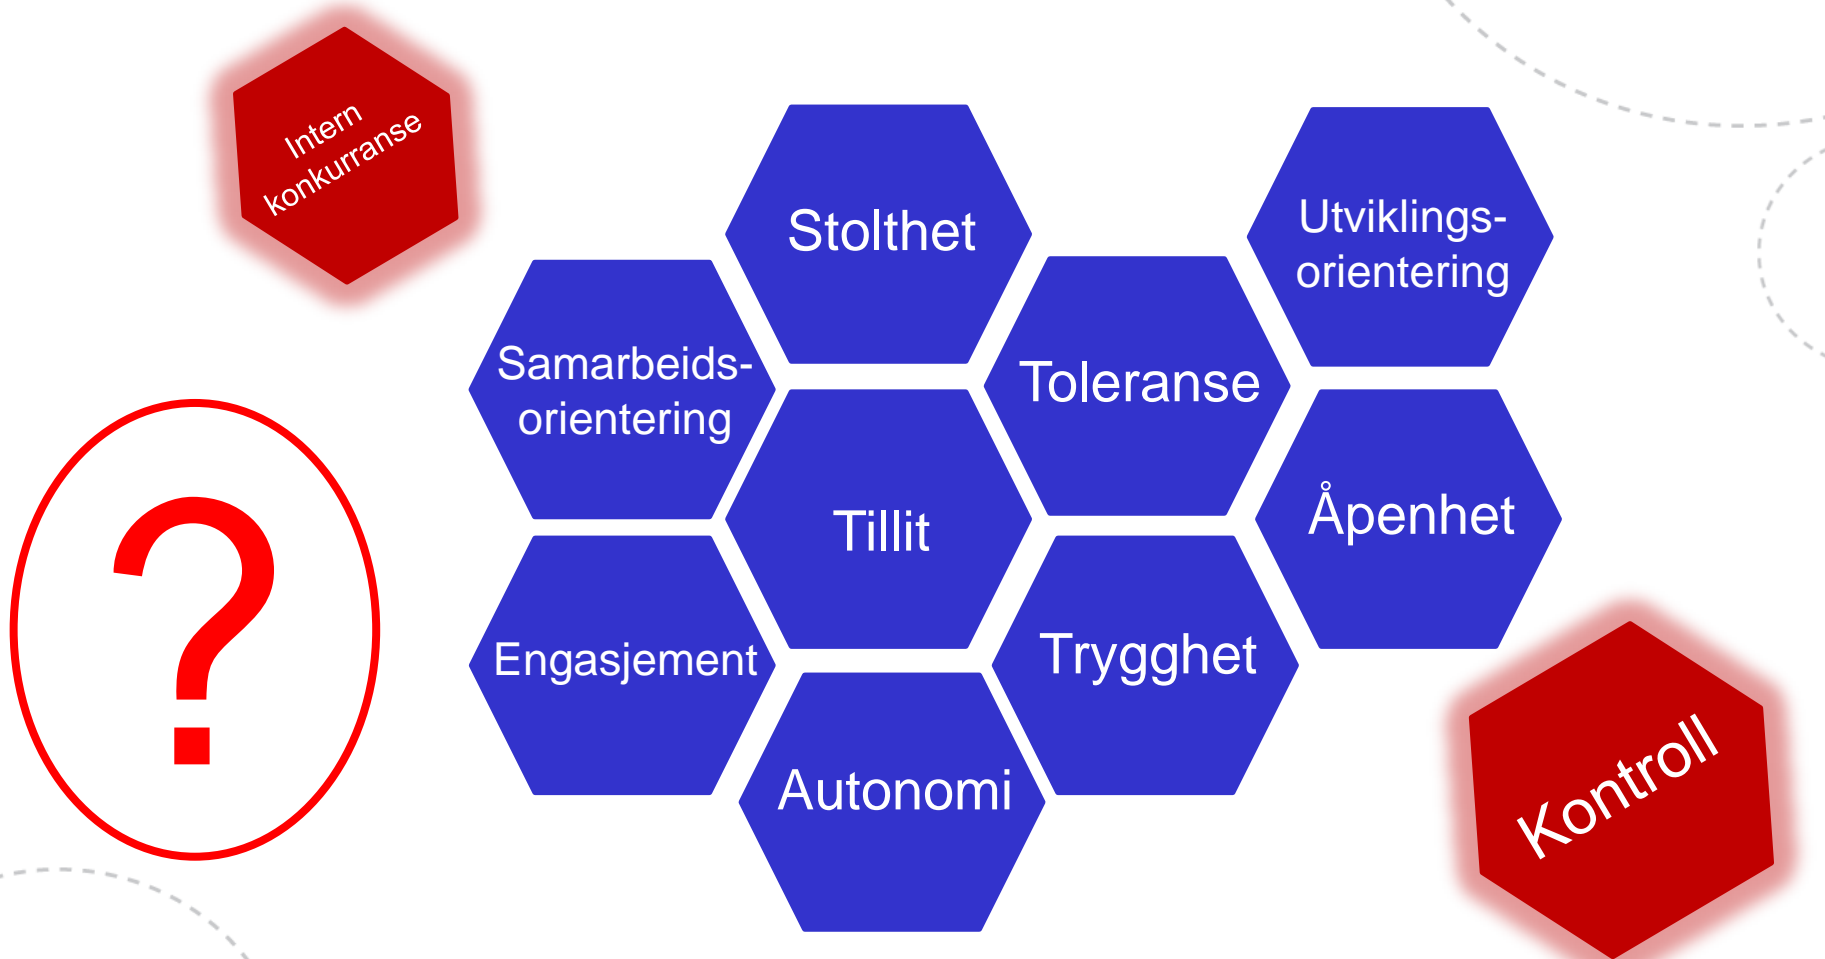 Intern
konkurranse
Stolthet
Utviklings-
orientering
Samarbeids-
orientering
Toleranse
Tillit
Åpenhet
?
Engasjement
Trygghet
Autonomi
Kontroll